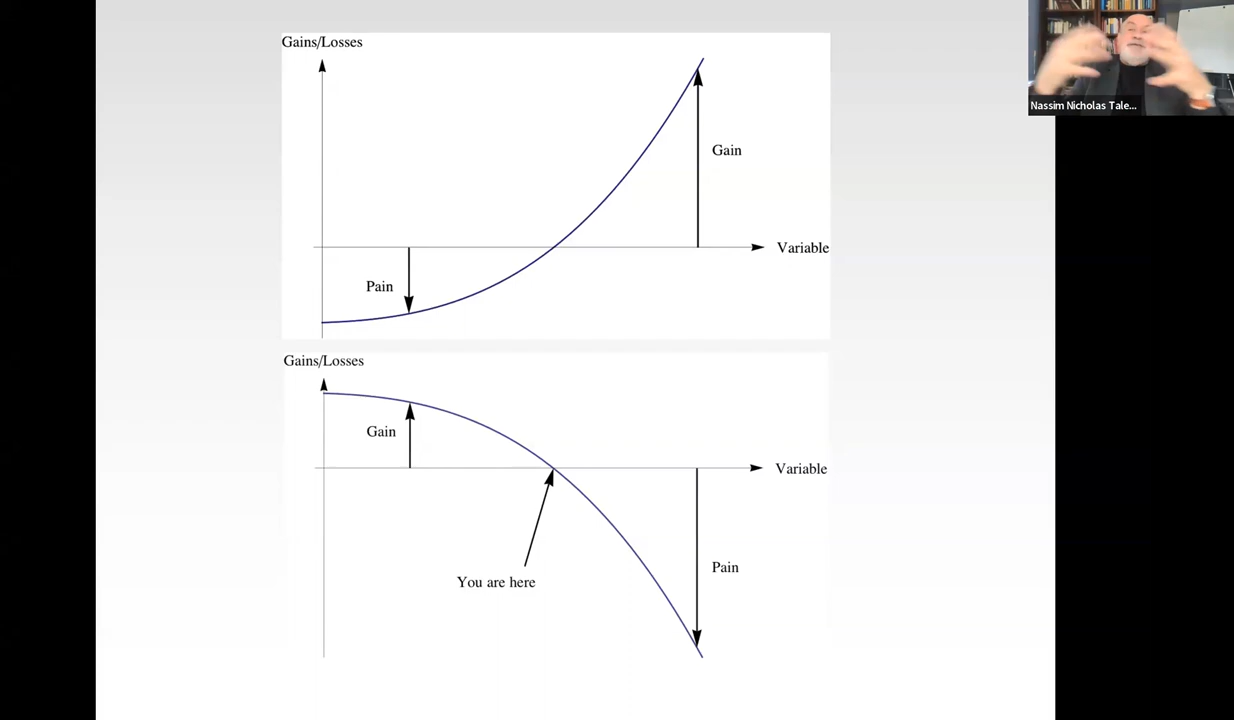 Gains/Losses
Nassim Nicholas Tale...
Gain
Variable
Pain
Gains/Losses
Gain
Variable
You are here
Pain